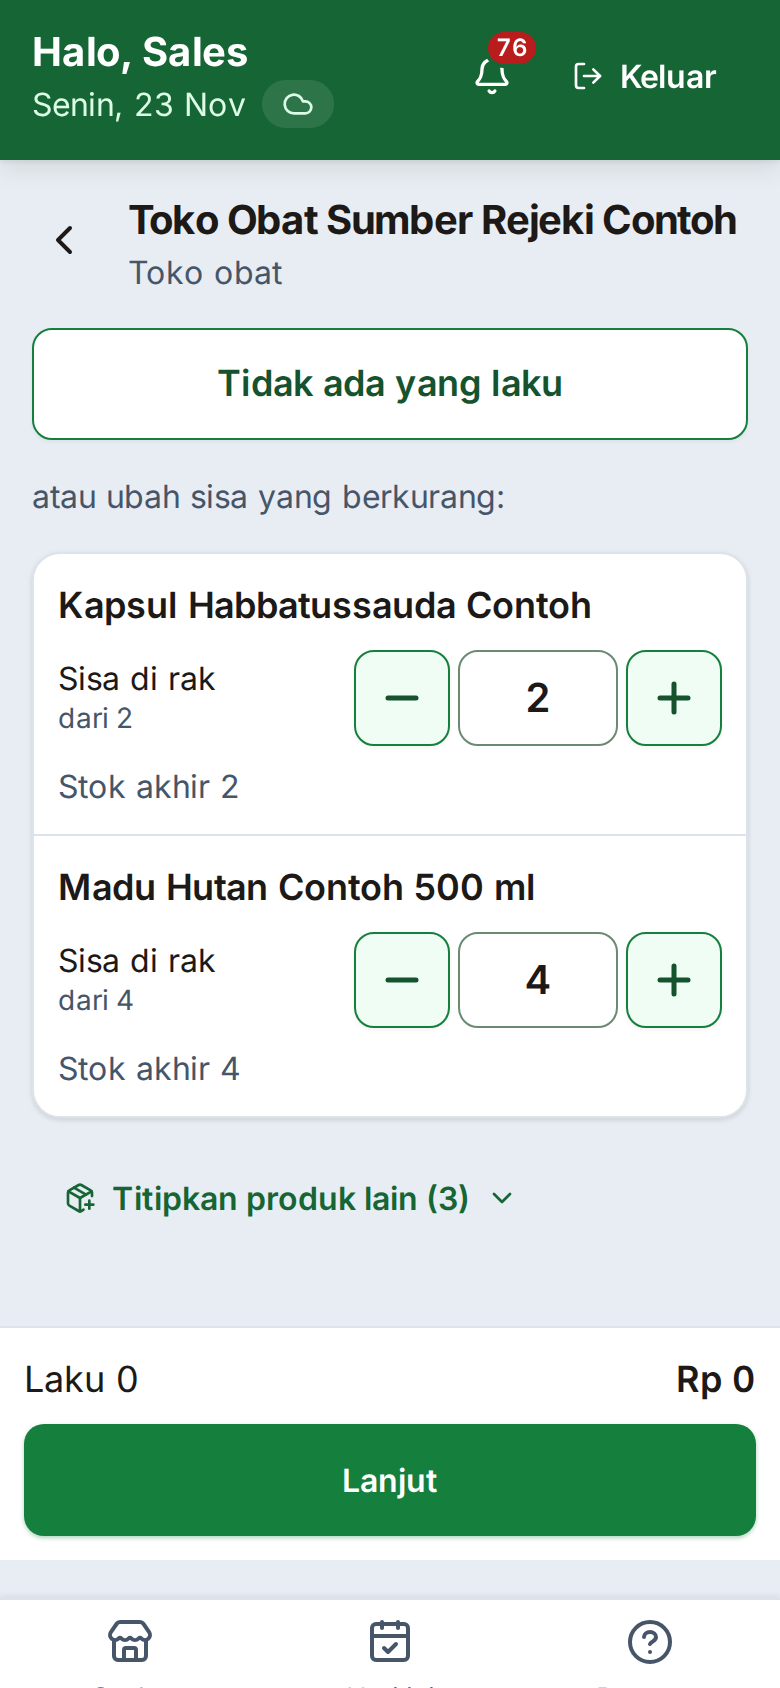 Halo, Sales
Senin, 23 Nov
76
Keluar
Toko Obat Sumber Rejeki Contoh
Toko obat
Tidak ada yang laku
atau ubah sisa yang berkurang:
Kapsul Habbatussauda Contoh
Sisa di rak
dari 2
2
Stok akhir 2
Madu Hutan Contoh 500 ml
Sisa di rak
dari 4
4
Stok akhir 4
Titipkan produk lain (3)
Laku 0
Rp 0
Lanjut